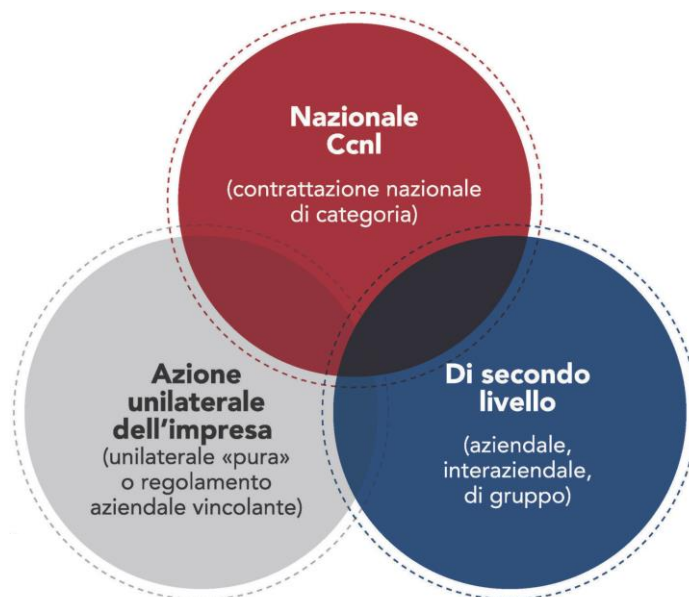 Nazionale
Ccnl
(contrattazione nazionale
di categoria)
Azione
unilaterale
dell’impresa
(unilaterale «pura»
o regolamento
aziendale vincolante)
Di secondo
livello
(aziendale,
interaziendale,
di gruppo)